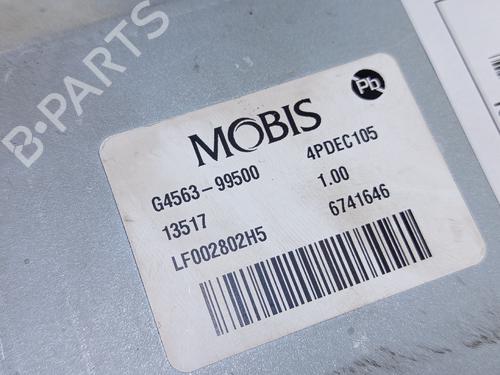 B-PARTS
Pb
MOBIS
G4563-99500 4PDEC105
13517 1.00
LF002802H5 6741646